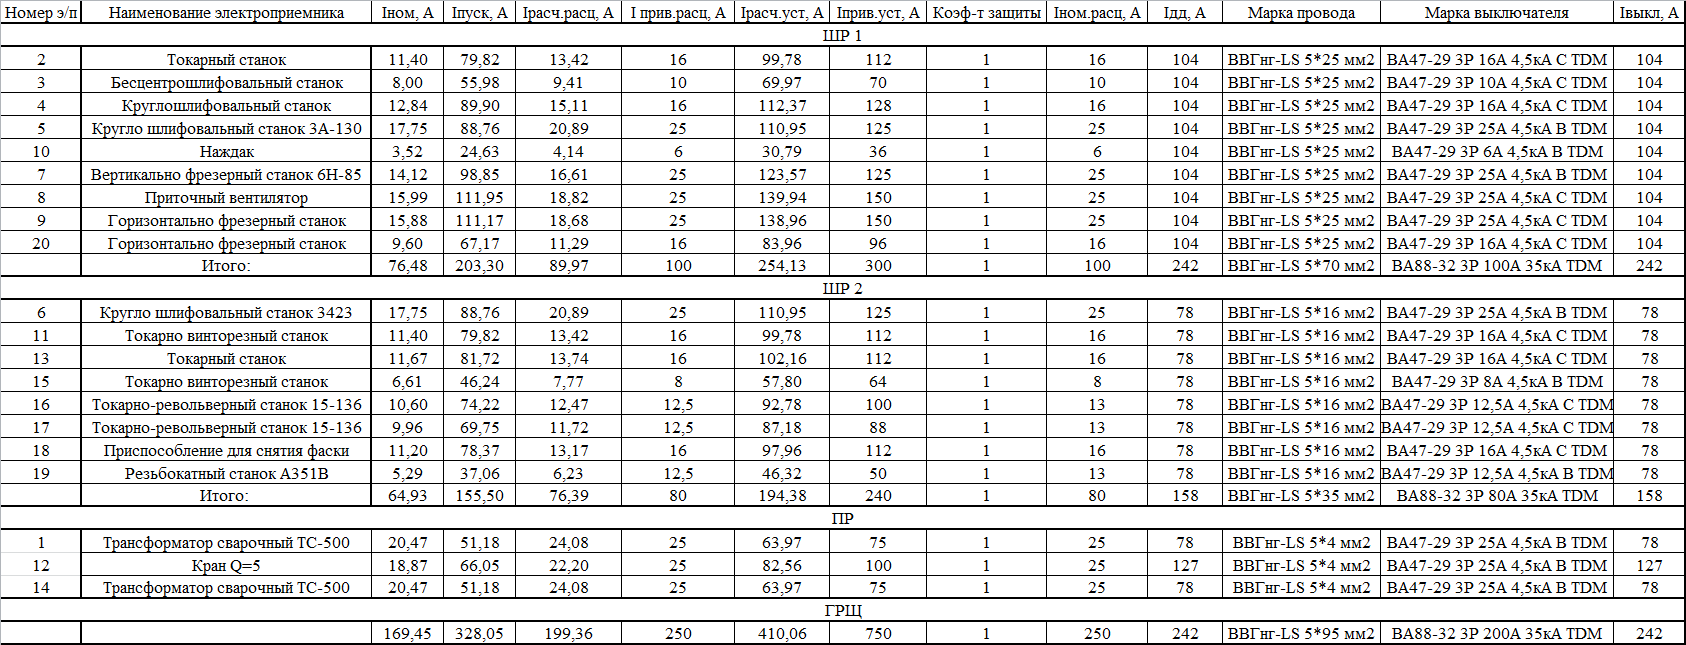 Номер э/п Наименование электроприемника Iном, А Iпуск, А Iрасч.расц, А I прив.расц, А Iрасч.уст, А Iприв.уст, А Коэф-т защиты Iном.расц, А Iдд, А Марка провода Марка выключателя Iвыкл, А
ШР 1
2 Токарный станок 11,40 79,82 13,42 16 99,78 112 1 16 104 ВВГнг-LS 5*25 мм2 ВА47-29 3Р 16А 4,5кА С TDM 104
3 Бесцентрошлифовальный станок 8,00 55,98 9,41 10 69,97 70 1 10 104 ВВГнг-LS 5*25 мм2 ВА47-29 3Р 10А 4,5кА С TDM 104
4 Круглошлифовальный станок 12,84 89,90 15,11 16 112,37 128 1 16 104 ВВГнг-LS 5*25 мм2 ВА47-29 3Р 16А 4,5кА С TDM 104
5 Кругло шлифовальный станок 3А-130 17,75 88,76 20,89 25 110,95 125 1 25 104 ВВГнг-LS 5*25 мм2 ВА47-29 3Р 25А 4,5кА В TDM 104
10 Наждак 3,52 24,63 4,14 6 30,79 36 1 6 104 ВВГнг-LS 5*25 мм2 ВА47-29 3Р 6А 4,5кА В TDM 104
7 Вертикально фрезерный станок 6Н-85 14,12 98,85 16,61 25 123,57 125 1 25 104 ВВГнг-LS 5*25 мм2 ВА47-29 3Р 25А 4,5кА В TDM 104
8 Приточный вентилятор 15,99 111,95 18,82 25 139,94 150 1 25 104 ВВГнг-LS 5*25 мм2 ВА47-29 3Р 25А 4,5кА С TDM 104
9 Горизонтально фрезерный станок 15,88 111,17 18,68 25 138,96 150 1 25 104 ВВГнг-LS 5*25 мм2 ВА47-29 3Р 25А 4,5кА С TDM 104
20 Горизонтально фрезерный станок 9,60 67,17 11,29 16 83,96 96 1 16 104 ВВГнг-LS 5*25 мм2 ВА47-29 3Р 16А 4,5кА С TDM 104
Итого: 76,48 203,30 89,97 100 254,13 300 1 100 242 ВВГнг-LS 5*70 мм2 ВА88-32 3Р 100А 35кА TDM 242
ШР 2
6 Кругло шлифовальный станок 3423 17,75 88,76 20,89 25 110,95 125 1 25 78 ВВГнг-LS 5*16 мм2 ВА47-29 3Р 25А 4,5кА В TDM 78
11 Токарно винторезный станок 11,40 79,82 13,42 16 99,78 112 1 16 78 ВВГнг-LS 5*16 мм2 ВА47-29 3Р 16А 4,5кА С TDM 78
13 Токарный станок 11,67 81,72 13,74 16 102,16 112 1 16 78 ВВГнг-LS 5*16 мм2 ВА47-29 3Р 16А 4,5кА С TDM 78
15 Токарно винторезный станок 6,61 46,24 7,77 8 57,80 64 1 8 78 ВВГнг-LS 5*16 мм2 ВА47-29 3Р 8А 4,5кА В TDM 78
16 Токарно-револьверный станок 15-136 10,60 74,22 12,47 12,5 92,78 100 1 13 78 ВВГнг-LS 5*16 мм2 ВА47-29 3Р 12,5А 4,5кА С TDM 78
17 Токарно-револьверный станок 15-136 9,96 69,75 11,72 12,5 87,18 88 1 13 78 ВВГнг-LS 5*16 мм2 ВА47-29 3Р 12,5А 4,5кА С TDM 78
18 Приспособление для снятия фаски 11,20 78,37 13,17 16 97,96 112 1 16 78 ВВГнг-LS 5*16 мм2 ВА47-29 3Р 16А 4,5кА С TDM 78
19 Резьбокатный станок А351В 5,29 37,06 6,23 12,5 46,32 50 1 13 78 ВВГнг-LS 5*16 мм2 ВА47-29 3Р 12,5А 4,5кА В TDM 78
Итого: 64,93 155,50 76,39 80 194,38 240 1 80 158 ВВГнг-LS 5*35 мм2 ВА88-32 3Р 80А 35кА TDM 158
ПР
1 Трансформатор сварочный ТС-500 20,47 51,18 24,08 25 63,97 75 1 25 78 ВВГнг-LS 5*4 мм2 ВА47-29 3Р 25А 4,5кА В TDM 78
12 Кран Q=5 18,87 66,05 22,20 25 82,56 100 1 25 127 ВВГнг-LS 5*4 мм2 ВА47-29 3Р 25А 4,5кА В TDM 127
14 Трансформатор сварочный ТС-500 20,47 51,18 24,08 25 63,97 75 1 25 78 ВВГнг-LS 5*4 мм2 ВА47-29 3Р 25А 4,5кА В TDM 78
ГРЩ
169,45 328,05 199,36 250 410,06 750 1 250 242 ВВГнг-LS 5*95 мм2 ВА88-32 3Р 200А 35кА TDM 242